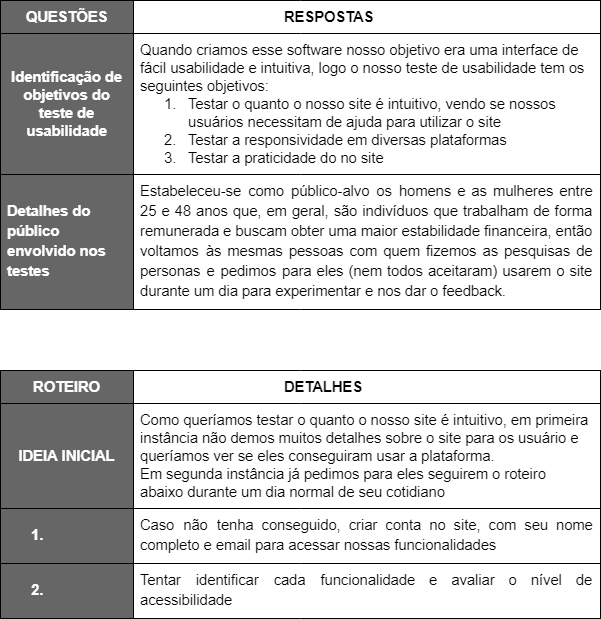 QUESTÕES
RESPOSTAS
Identificação de
objetivos do
teste de
usabilidade
Quando criamos esse software nosso objetivo era uma interface de
fácil usabilidade e intuitiva, logo o nosso teste de usabilidade tem os
seguintes objetivos:
1. Testar o quanto o nosso site é intuitivo, vendo se nossos
usuários necessitam de ajuda para utilizar o site
2. Testar a responsividade em diversas plataformas
3. Testar a praticidade do no site
Detalhes do
público
envolvido nos
testes
Estabeleceu-se como público-alvo os homens e as mulheres entre
25 e 48 anos que, em geral, são indivíduos que trabalham de forma
remunerada e buscam obter uma maior estabilidade financeira, então
voltamos às mesmas pessoas com quem fizemos as pesquisas de
personas e pedimos para eles (nem todos aceitaram) usarem o site
durante um dia para experimentar e nos dar o feedback.
ROTEIRO
DETALHES
IDEIA INICIAL
Como queríamos testar o quanto o nosso site é intuitivo, em primeira
instância não demos muitos detalhes sobre o site para os usuário e
queríamos ver se eles conseguiram usar a plataforma.
Em segunda instância já pedimos para eles seguirem o roteiro
abaixo durante um dia normal de seu cotidiano
1.
Caso não tenha conseguido, criar conta no site, com seu nome
completo e email para acessar nossas funcionalidades
2.
Tentar identificar cada funcionalidade e avaliar o nível de
acessibilidade